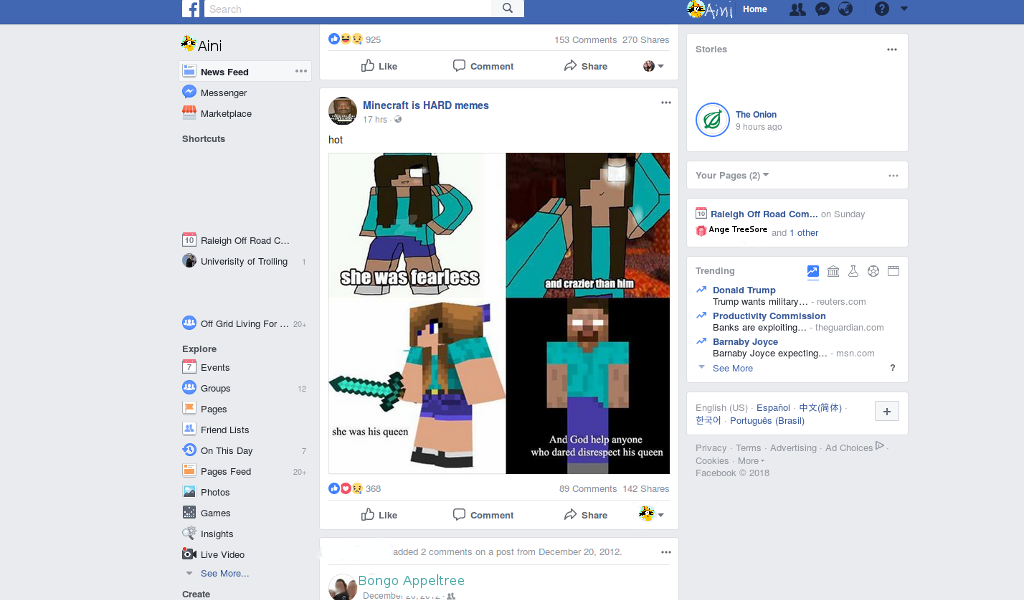 Search
Aini
Home
Aini
News Feed
Messenger
Marketplace
Shortcuts
10 Raleigh Off Road C...
Univerisity of Trolling 1
Off Grid Living For ... 20+
Explore
7 Events
Groups 12
Pages
Friend Lists
On This Day 7
Pages Feed 20+
Photos
Games
Insights
Live Video
See More...
Create
925 153 Comments 270 Shares
Like Comment Share
Minecraft is HARD memes
17 hrs ·
hot
she was fearless
and crazier than him
she was his queen
And God help anyone
who dared disrespect his queen
368 89 Comments 142 Shares
Like Comment Share
added 2 comments on a post from December 20, 2012.
Bongo Appeltree
December 20, 2012 ·
Stories
The Onion
9 hours ago
Your Pages (2)
10 Raleigh Off Road Com... on Sunday
Ange TreeSore and 1 other
Trending
Donald Trump
Trump wants military… - reuters.com
Productivity Commission
Banks are exploiting… - theguardian.com
Barnaby Joyce
Barnaby Joyce expecting… - msn.com
See More ?
English (US) · Español · 中文(简体) ·
한국어 · Português (Brasil)
+
Privacy · Terms · Advertising · Ad Choices ·
Cookies · More
Facebook © 2018